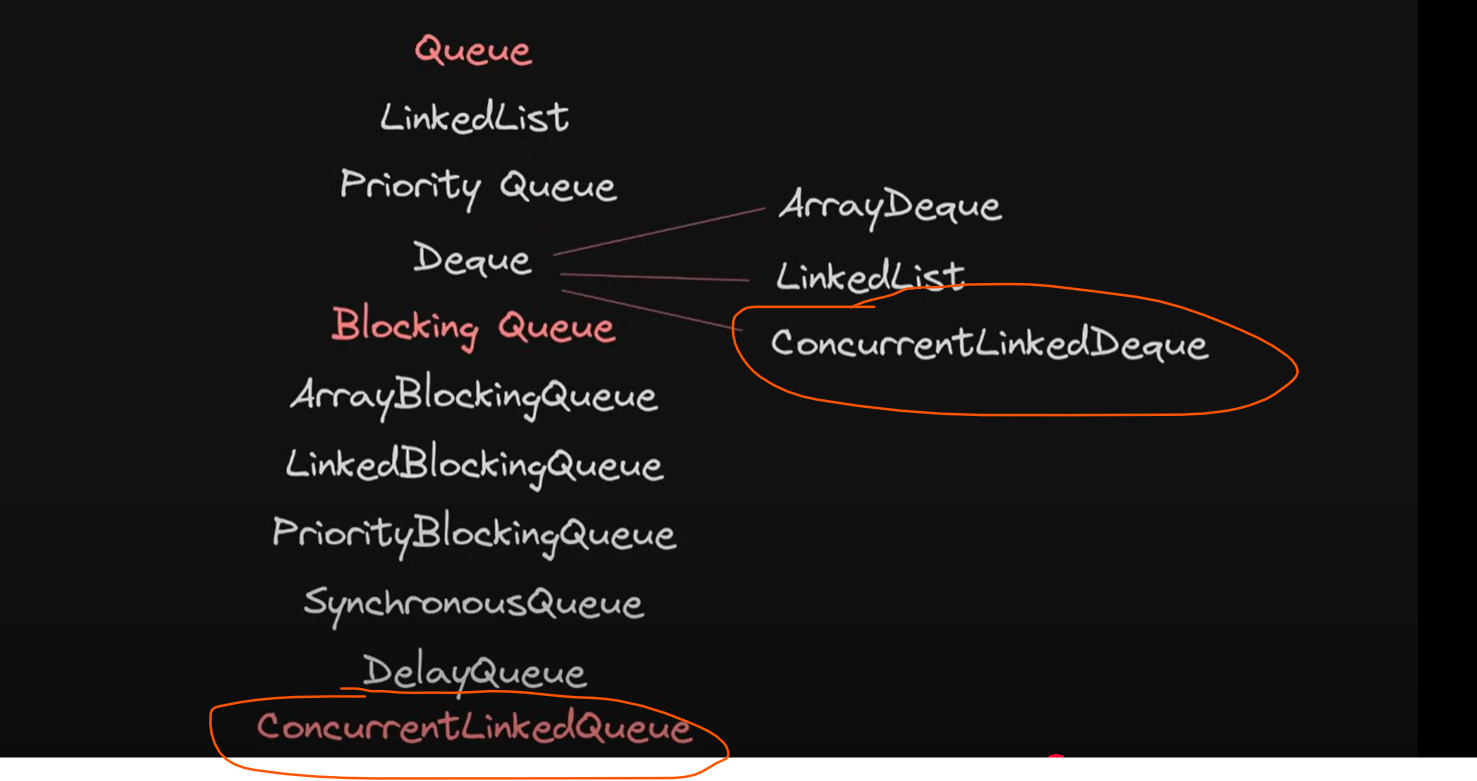 Queue
LinkedList
Priority Queue
Deque
ArrayDeque
LinkedList
ConcurrentLinkedDeque
Blocking Queue
ArrayBlockingQueue
LinkedBlockingQueue
PriorityBlockingQueue
SynchronousQueue
DelayQueue
ConcurrentLinkedQueue